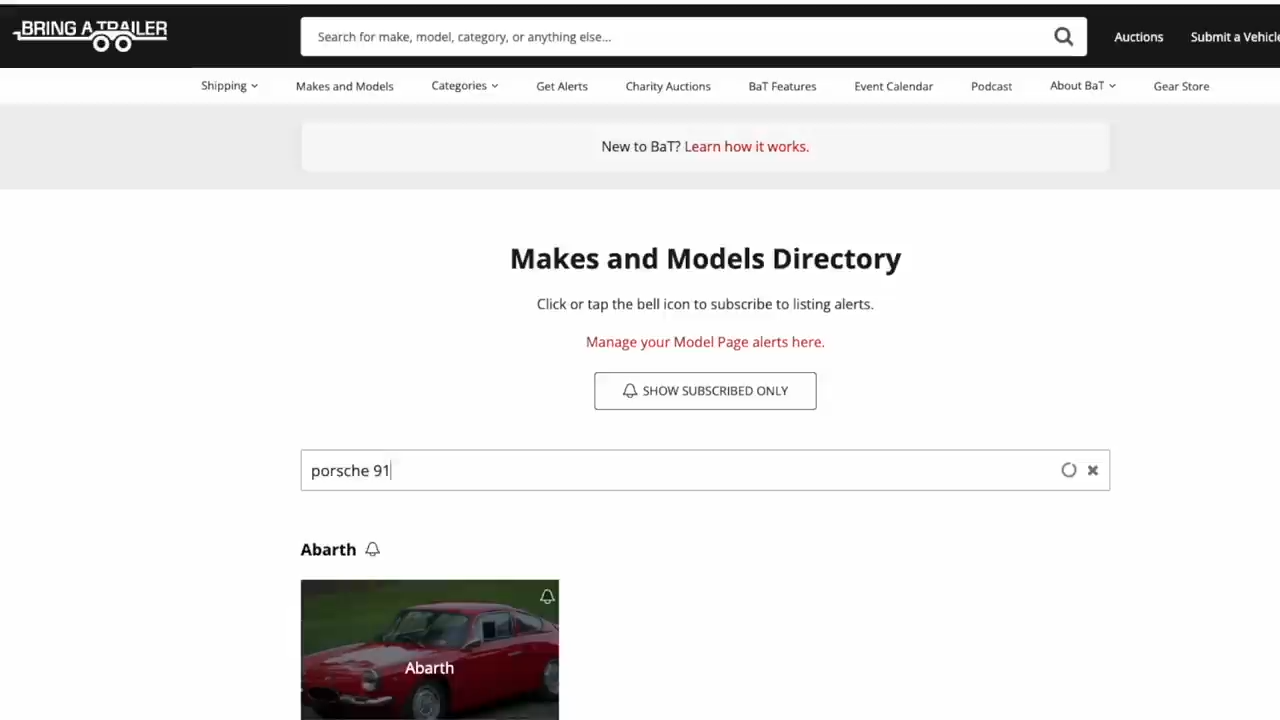 BRING A TRAILER
Search for make, model, category, or anything else...
Auctions
Submit a Vehicle
Shipping
Makes and Models
Categories
Get Alerts
Charity Auctions
BaT Features
Event Calendar
Podcast
About BaT
Gear Store
New to BaT? Learn how it works.
Makes and Models Directory
Click or tap the bell icon to subscribe to listing alerts.
Manage your Model Page alerts here.
SHOW SUBSCRIBED ONLY
porsche 91
Abarth
Abarth